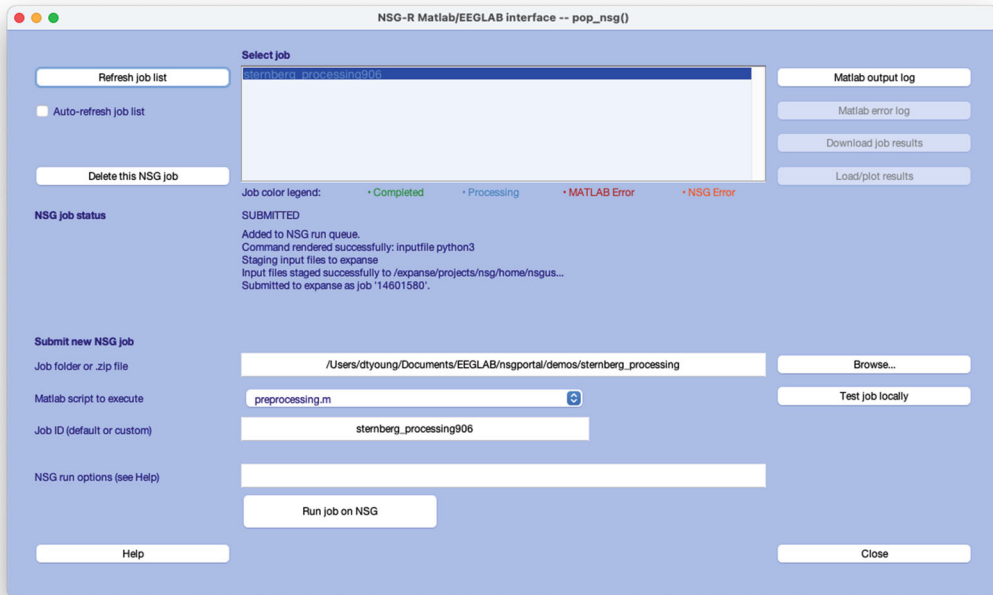 NSG-R Matlab/EEGLAB interface -- pop_nsg()
Select job
Refresh job list
sternberg_processing906
Matlab output log
Auto-refresh job list
Matlab error log
Download job results
Delete this NSG job
Load/plot results
Job color legend: • Completed • Processing • MATLAB Error • NSG Error
NSG job status SUBMITTED
Added to NSG run queue.
Command rendered successfully: inputfile python3
Staging input files to expanse
Input files staged successfully to /expanse/projects/nsg/home/nsgus...
Submitted to expanse as job '14601580'.
Submit new NSG job
Job folder or .zip file /Users/dtyoung/Documents/EEGLAB/nsgportal/demos/sternberg_processing Browse...
Matlab script to execute preprocessing.m Test job locally
Job ID (default or custom) sternberg_processing906
NSG run options (see Help)
Run job on NSG
Help Close